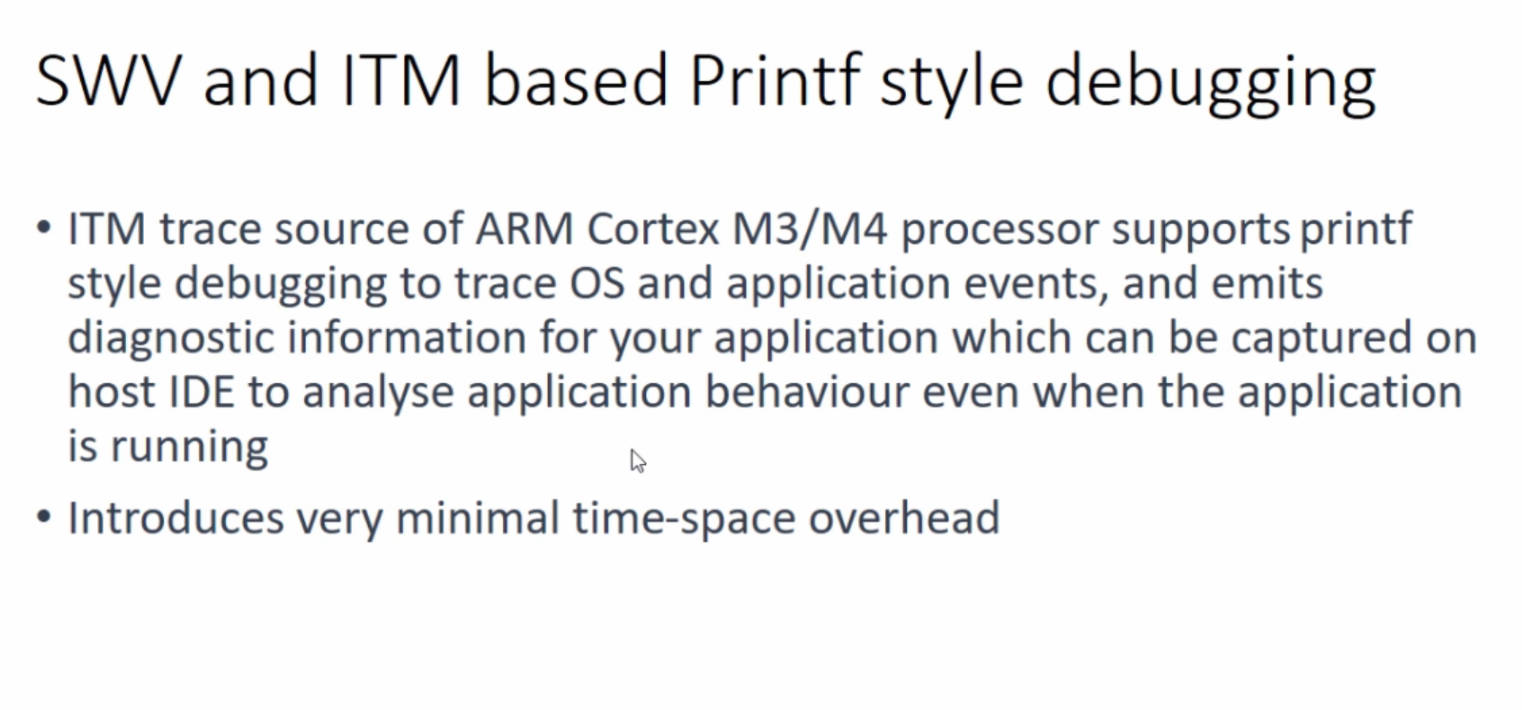 SWV and ITM based Printf style debugging
• ITM trace source of ARM Cortex M3/M4 processor supports printf
style debugging to trace OS and application events, and emits
diagnostic information for your application which can be captured on
host IDE to analyse application behaviour even when the application
is running
• Introduces very minimal time-space overhead